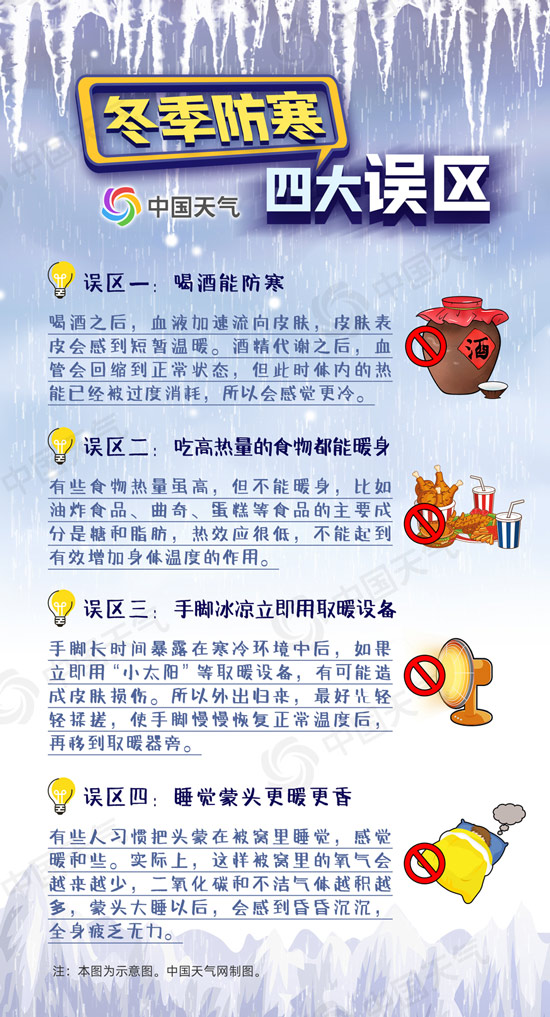 冬季防寒
四大误区
中国天气
误区一：喝酒能防寒
喝酒之后，血液加速流向皮肤，皮肤表
皮会感到短暂温暖。酒精代谢之后，血
管会回缩到正常状态，但此时体内的热
能已经被过度消耗，所以会感觉更冷。
酒
误区二：吃高热量的食物都能暖身
有些食物热量虽高，但不能暖身，比如
油炸食品、曲奇、蛋糕等食品的主要成
分是糖和脂肪，热效应很低，不能起到
有效增加身体温度的作用。
误区三：手脚冰凉立即用取暖设备
手脚长时间暴露在寒冷环境中后，如果
立即用“小太阳”等取暖设备，有可能造
成皮肤损伤。所以外出归来，最好先轻
轻揉搓，使手脚慢慢恢复正常温度后，
再移到取暖器旁。
误区四：睡觉蒙头更暖更香
有些人习惯把头蒙在被窝里睡觉，感觉
暖和些。实际上，这样被窝里的氧气会
越来越少，二氧化碳和不洁气体越积越
多，蒙头大睡以后，会感到昏昏沉沉，
全身疲乏无力。
注：本图为示意图。中国天气网制图。